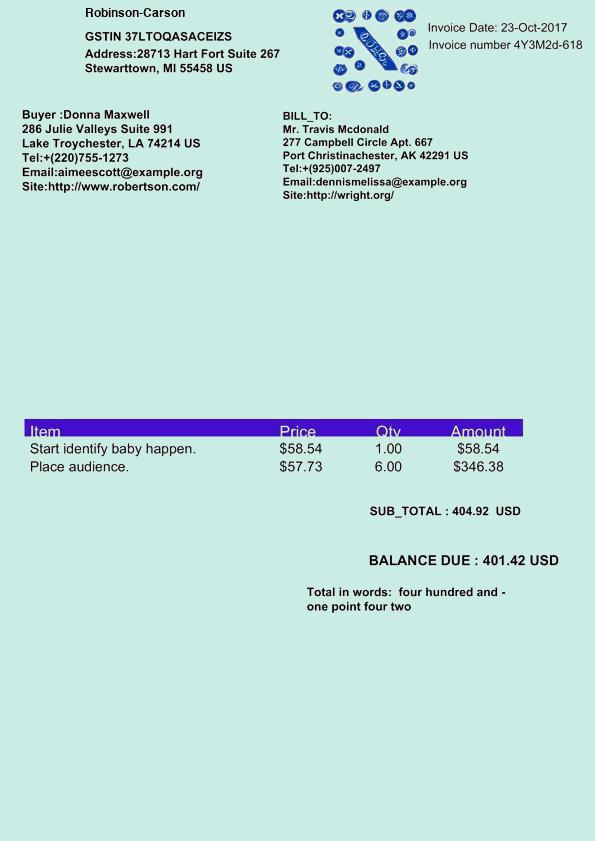 Robinson-Carson
GSTIN 37LTOQASACEIZS
Address:28713 Hart Fort Suite 267
Stewarttown, MI 55458 US
Invoice Date: 23-Oct-2017
Invoice number 4Y3M2d-618
Buyer :Donna Maxwell
286 Julie Valleys Suite 991
Lake Troychester, LA 74214 US
Tel:+(220)755-1273
Email:aimeescott@example.org
Site:http://www.robertson.com/
BILL_TO:
Mr. Travis Mcdonald
277 Campbell Circle Apt. 667
Port Christinachester, AK 42291 US
Tel:+(925)007-2497
Email:dennismelissa@example.org
Site:http://wright.org/
Item Price Qty Amount
Start identify baby happen. $58.54 1.00 $58.54
Place audience. $57.73 6.00 $346.38
SUB_TOTAL : 404.92 USD
BALANCE DUE : 401.42 USD
Total in words: four hundred and -
one point four two